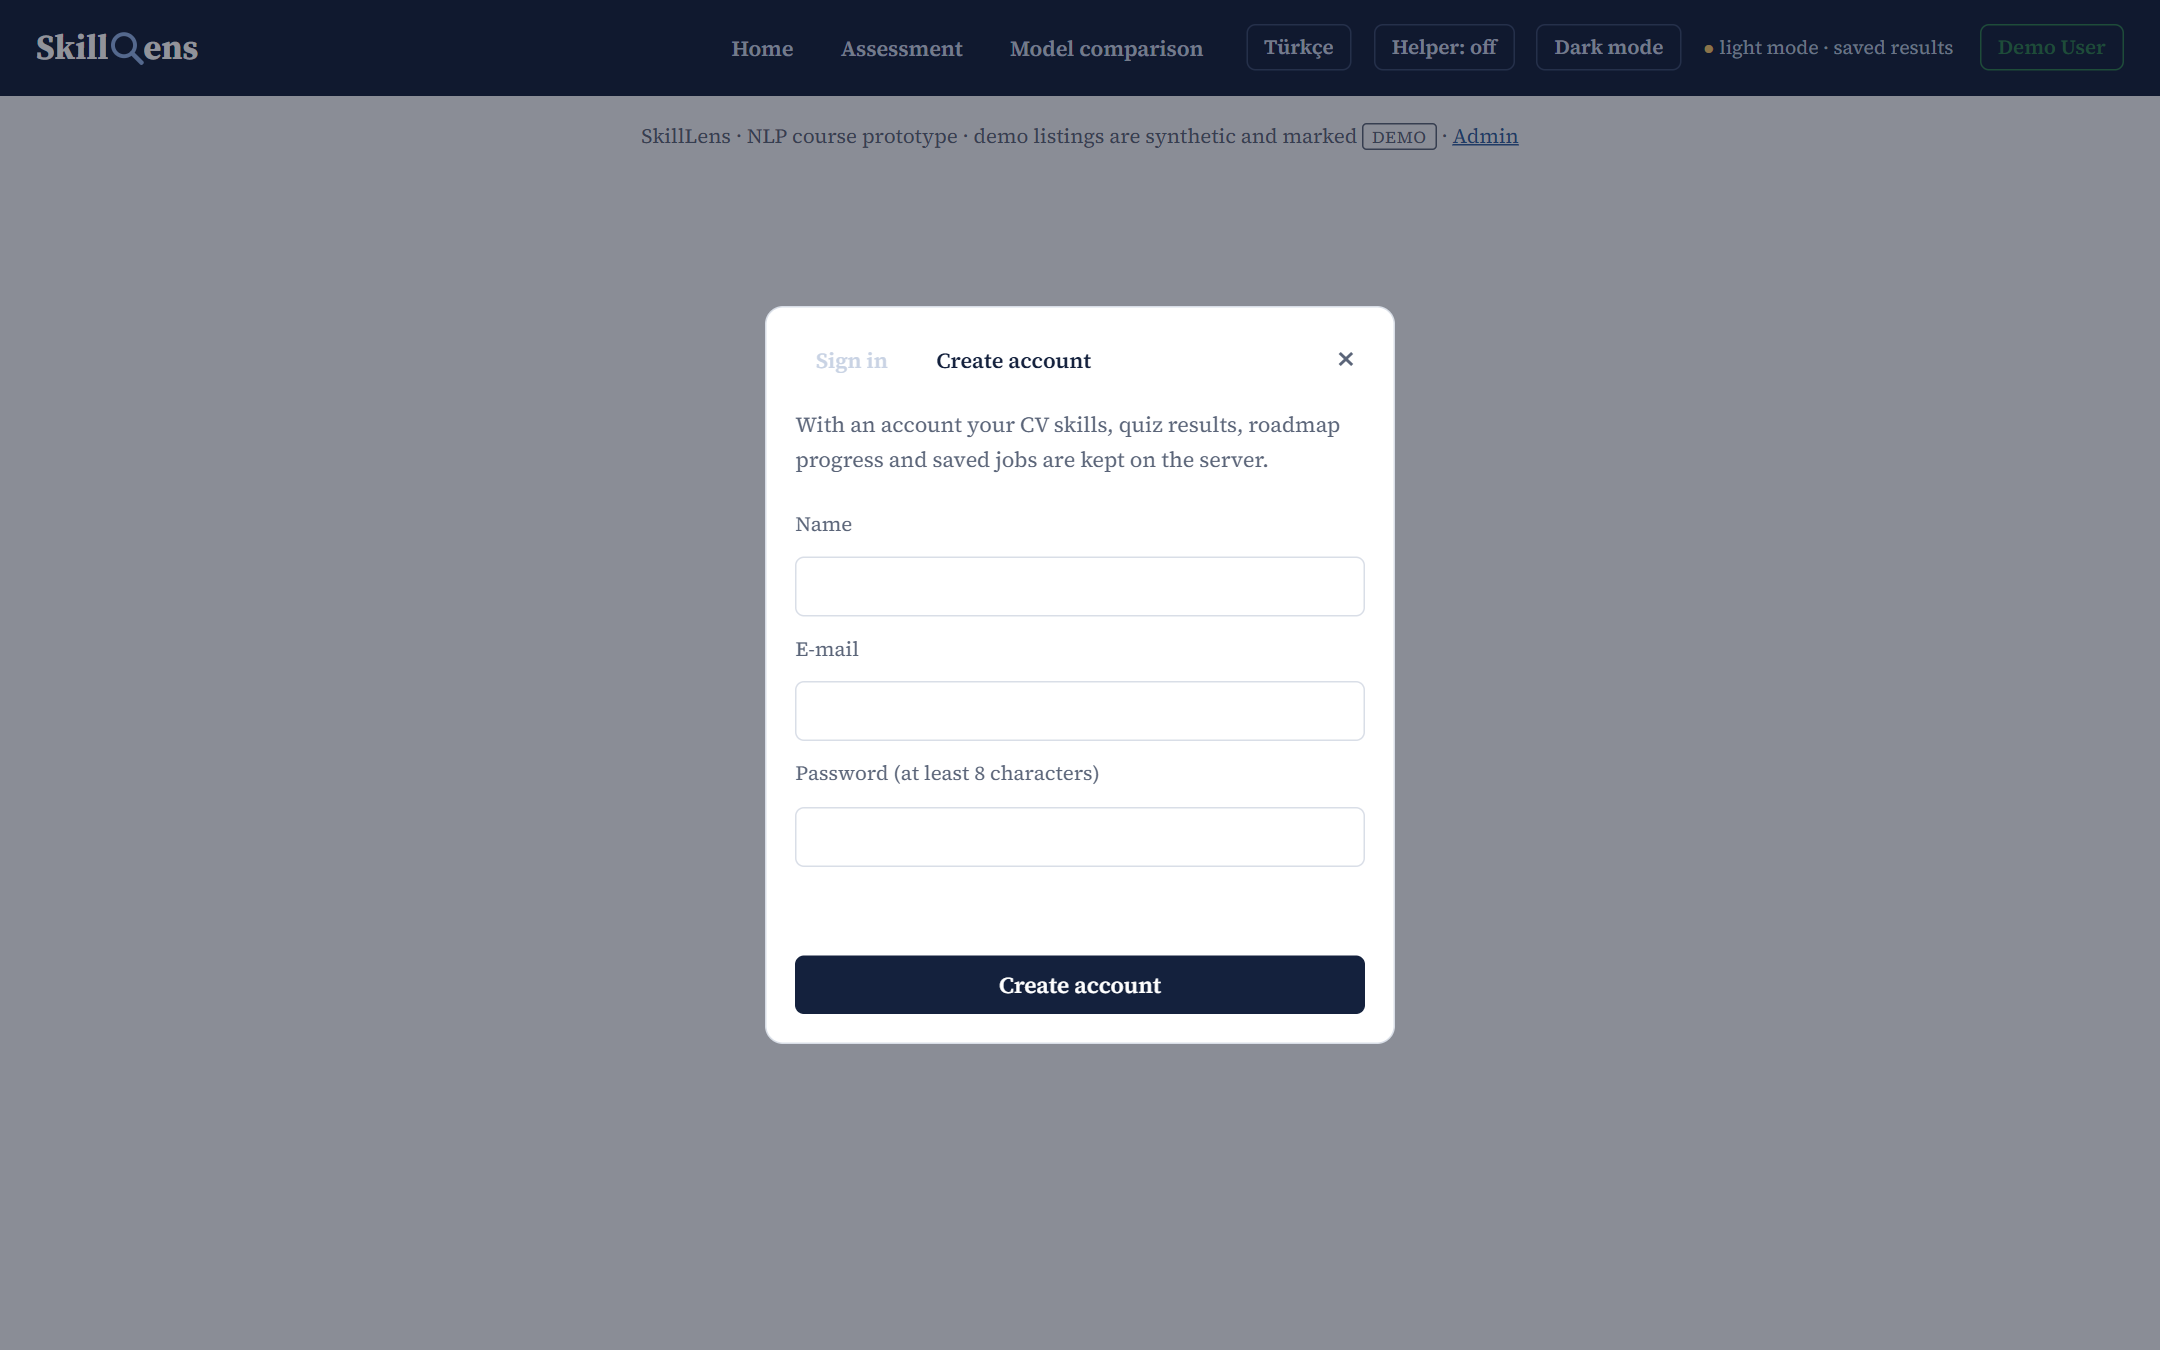 SkillLens
Home
Assessment
Model comparison
Türkçe
Helper: off
Dark mode
light mode · saved results
Demo User
SkillLens · NLP course prototype · demo listings are synthetic and marked DEMO · Admin
Sign in
Create account
✕
With an account your CV skills, quiz results, roadmap
progress and saved jobs are kept on the server.
Name
E-mail
Password (at least 8 characters)
Create account